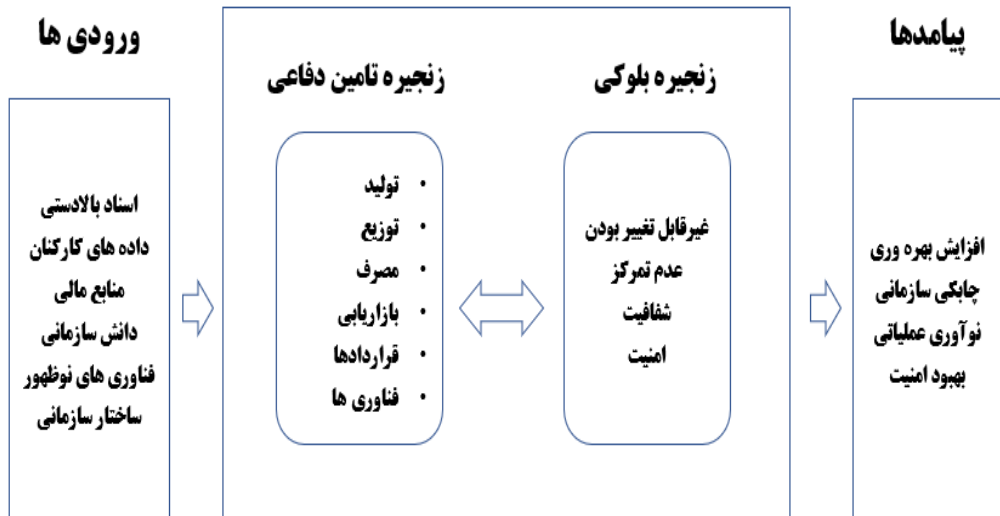 ورودی ها
اسناد بالادستی
داده های کارکنان
منابع مالی
دانش سازمانی
فناوری های نوظهور
ساختار سازمانی
زنجیره تامین دفاعی
• تولید
• توزیع
• مصرف
• بازاریابی
• قراردادها
• فناوری ها
زنجیره بلوکی
غیرقابل تغییر بودن
عدم تمرکز
شفافیت
امنیت
پیامدها
افزایش بهره وری
چابکی سازمانی
نوآوری عملیاتی
بهبود امنیت